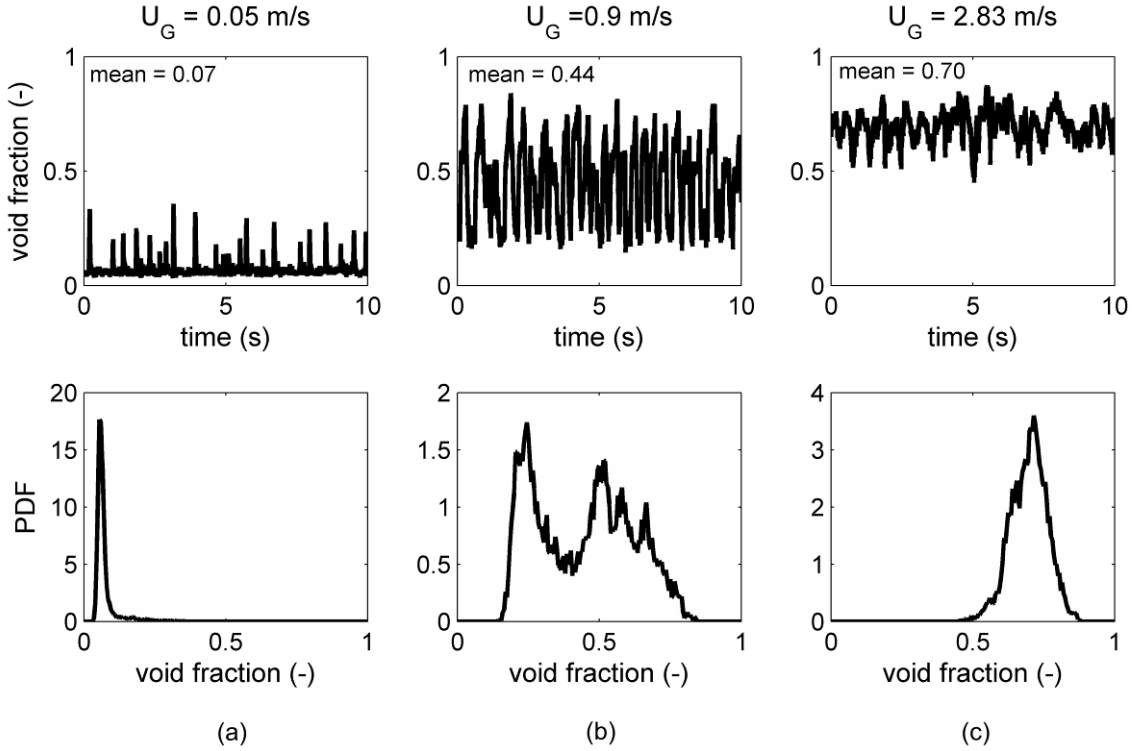 U_G = 0.05 m/s
U_G =0.9 m/s
U_G = 2.83 m/s
void fraction (-)
1
0.5
0
mean = 0.07
0 5 10
time (s)
1
0.5
0
mean = 0.44
0 5 10
time (s)
1
0.5
0
mean = 0.70
0 5 10
time (s)
PDF
20
15
10
5
0
0 0.5 1
void fraction (-)
2
1.5
1
0.5
0
0 0.5 1
void fraction (-)
4
3
2
1
0
0 0.5 1
void fraction (-)
(a)
(b)
(c)